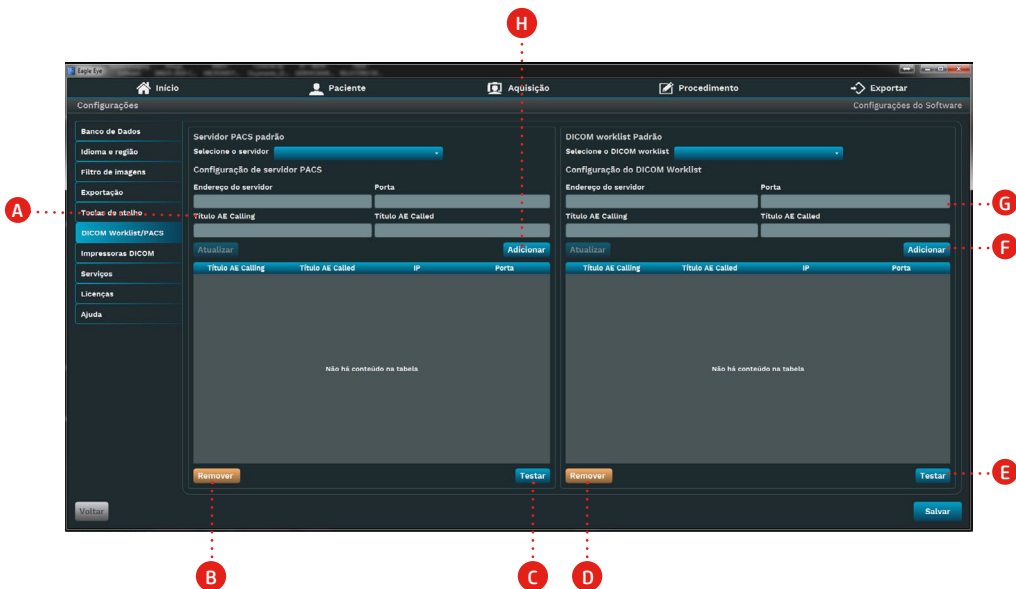 H
Eagle Eye
Início Paciente Aquisição Procedimento Exportar
Configurações Configurações do Software
Banco de Dados
Idioma e região
Filtro de imagens
Exportação
Teclas de atalho
DICOM Worklist/PACS
Impressoras DICOM
Serviços
Licenças
Ajuda
Servidor PACS padrão
Selecione o servidor
Configuração de servidor PACS
Endereço do servidor Porta
A
Título AE Calling Título AE Called
Atualizar Adicionar
Título AE Calling Título AE Called IP Porta
Não há conteúdo na tabela
Remover Testar
DICOM worklist Padrão
Selecione o DICOM worklist
Configuração do DICOM Worklist
Endereço do servidor Porta
G
Título AE Calling Título AE Called
Atualizar Adicionar F
Título AE Calling Título AE Called IP Porta
Não há conteúdo na tabela
Remover Testar E
Voltar Salvar
B C D